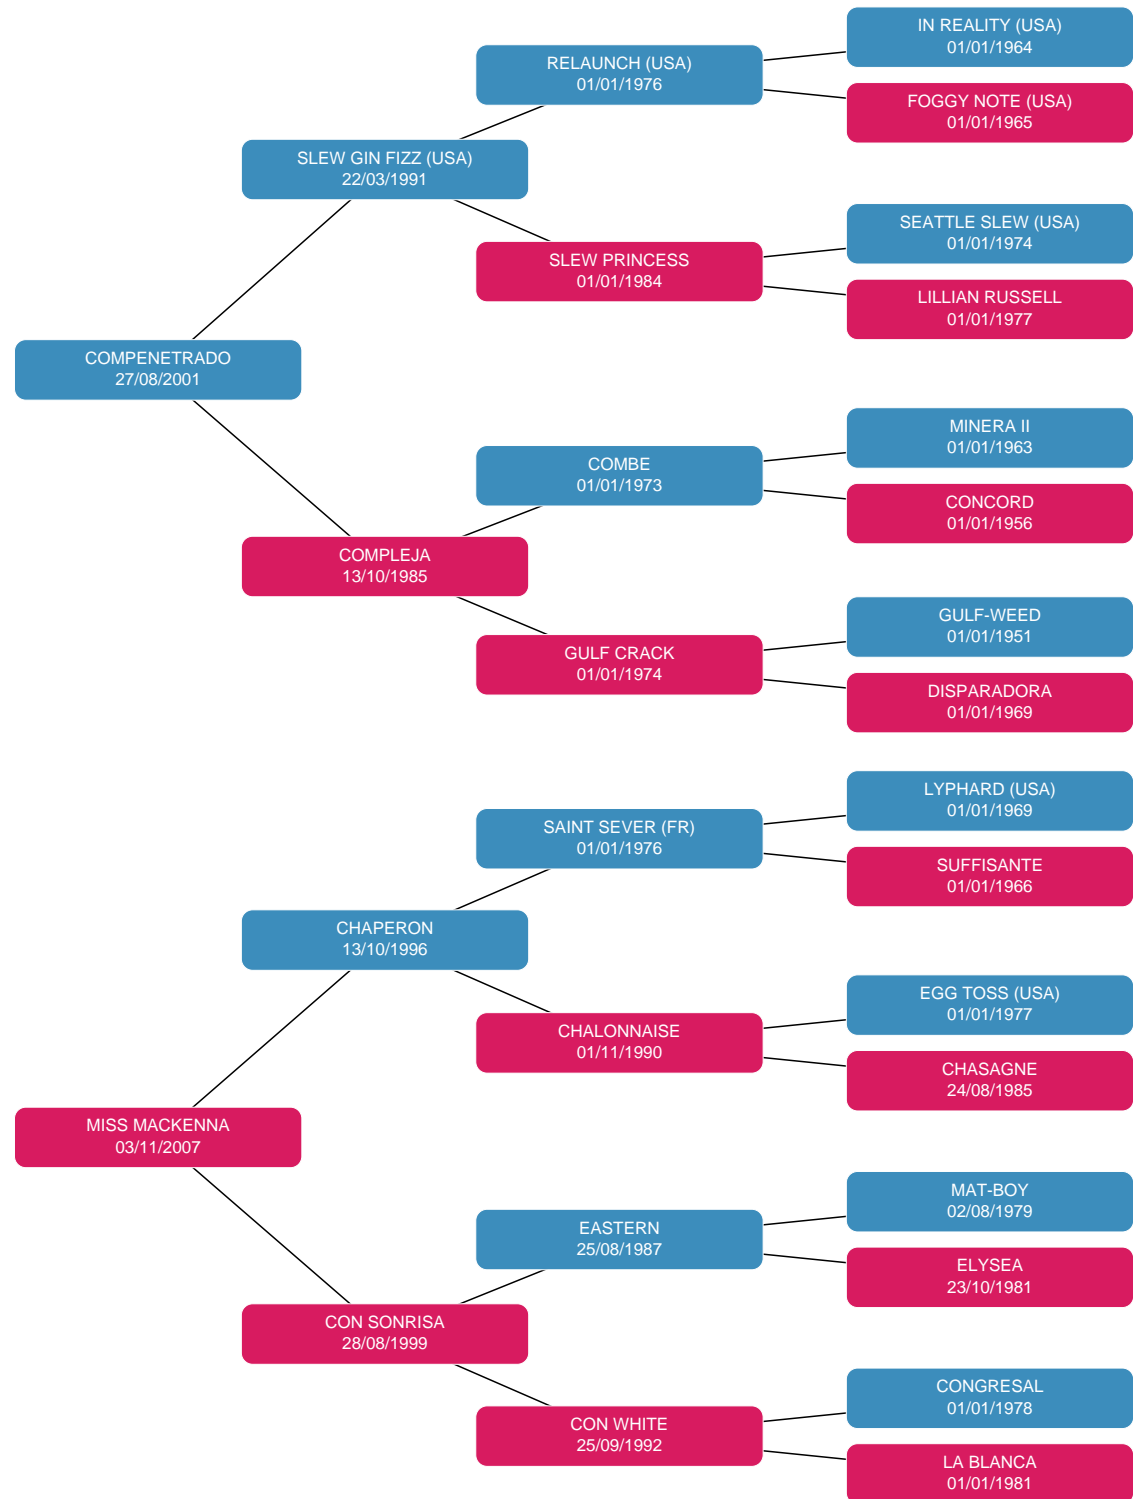 IN REALITY (USA)
01/01/1964
RELAUNCH (USA)
01/01/1976
FOGGY NOTE (USA)
01/01/1965
SLEW GIN FIZZ (USA)
22/03/1991
SEATTLE SLEW (USA)
01/01/1974
SLEW PRINCESS
01/01/1984
LILLIAN RUSSELL
01/01/1977
COMPENETRADO
27/08/2001
MINERA II
01/01/1963
COMBE
01/01/1973
CONCORD
01/01/1956
COMPLEJA
13/10/1985
GULF-WEED
01/01/1951
GULF CRACK
01/01/1974
DISPARADORA
01/01/1969
LYPHARD (USA)
01/01/1969
SAINT SEVER (FR)
01/01/1976
SUFFISANTE
01/01/1966
CHAPERON
13/10/1996
EGG TOSS (USA)
01/01/1977
CHALONNAISE
01/11/1990
CHASAGNE
24/08/1985
MISS MACKENNA
03/11/2007
MAT-BOY
02/08/1979
EASTERN
25/08/1987
ELYSEA
23/10/1981
CON SONRISA
28/08/1999
CONGRESAL
01/01/1978
CON WHITE
25/09/1992
LA BLANCA
01/01/1981